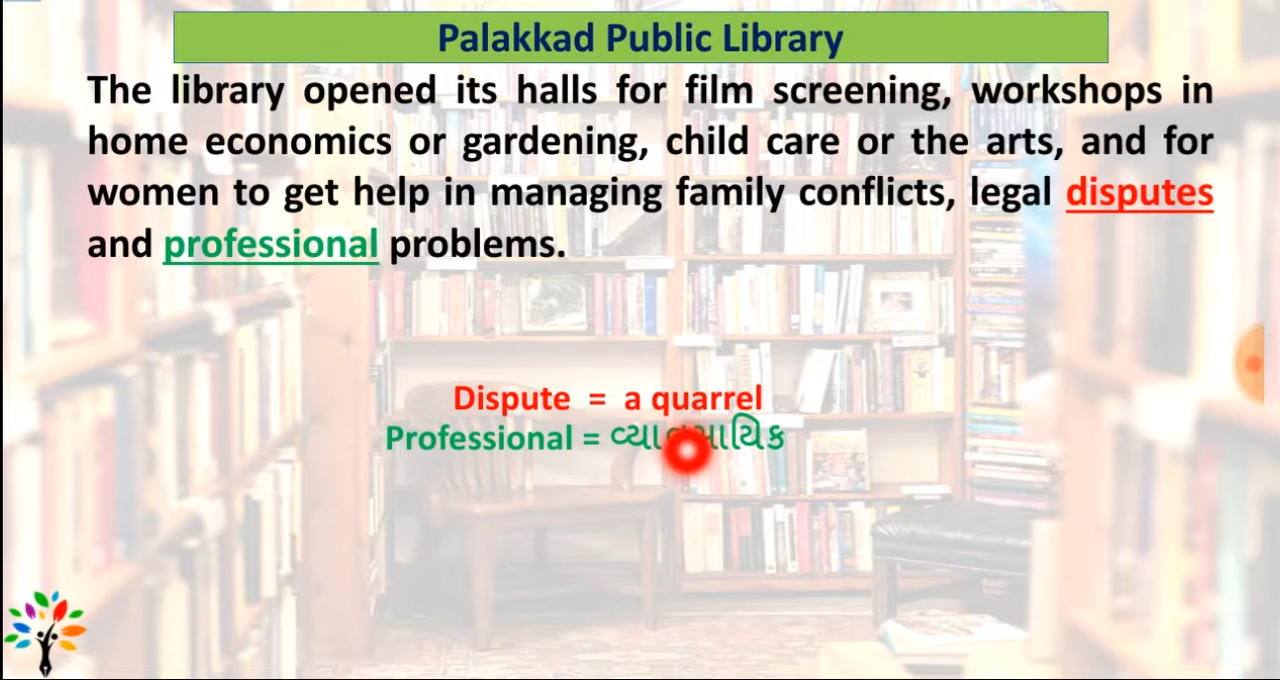 Palakkad Public Library
The library opened its halls for film screening, workshops in
home economics or gardening, child care or the arts, and for
women to get help in managing family conflicts, legal disputes
and professional problems.
Dispute = a quarrel
Professional =